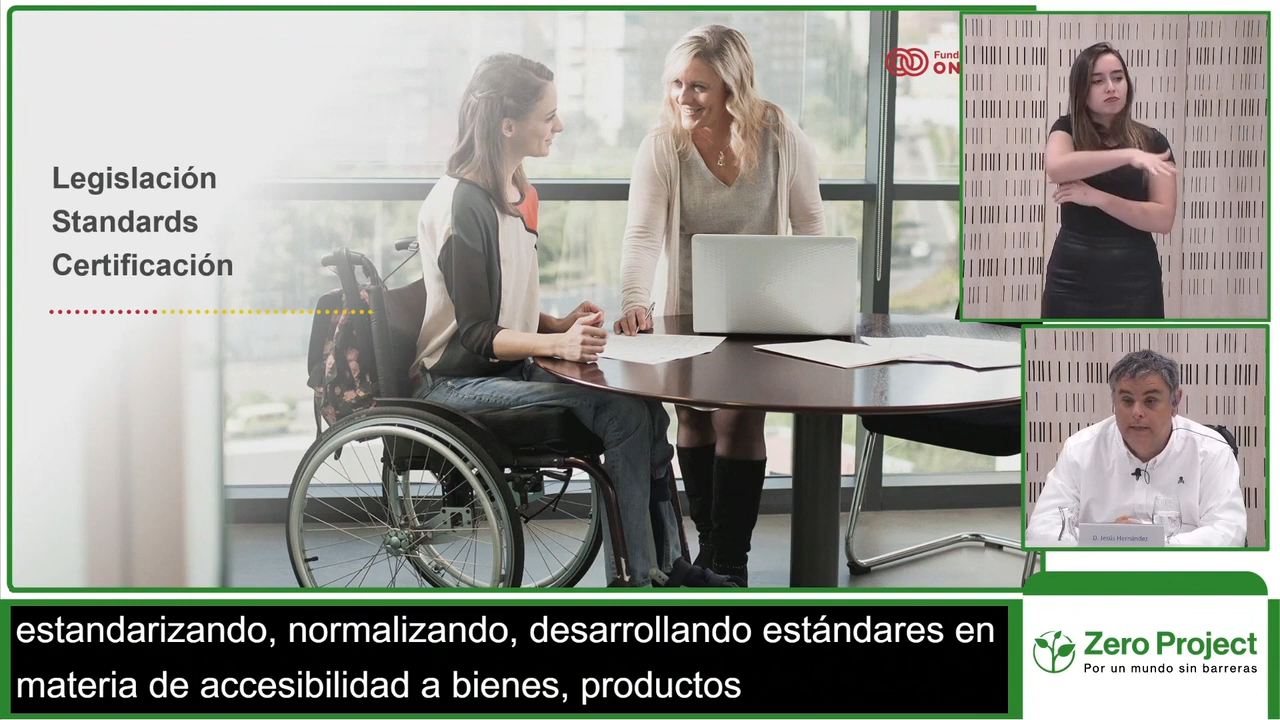 Legislación
Standards
Certificación
Fund
ON
D. Jesús Hernández
estandarizando, normalizando, desarrollando estándares en
materia de accesibilidad a bienes, productos
Zero Project
Por un mundo sin barreras